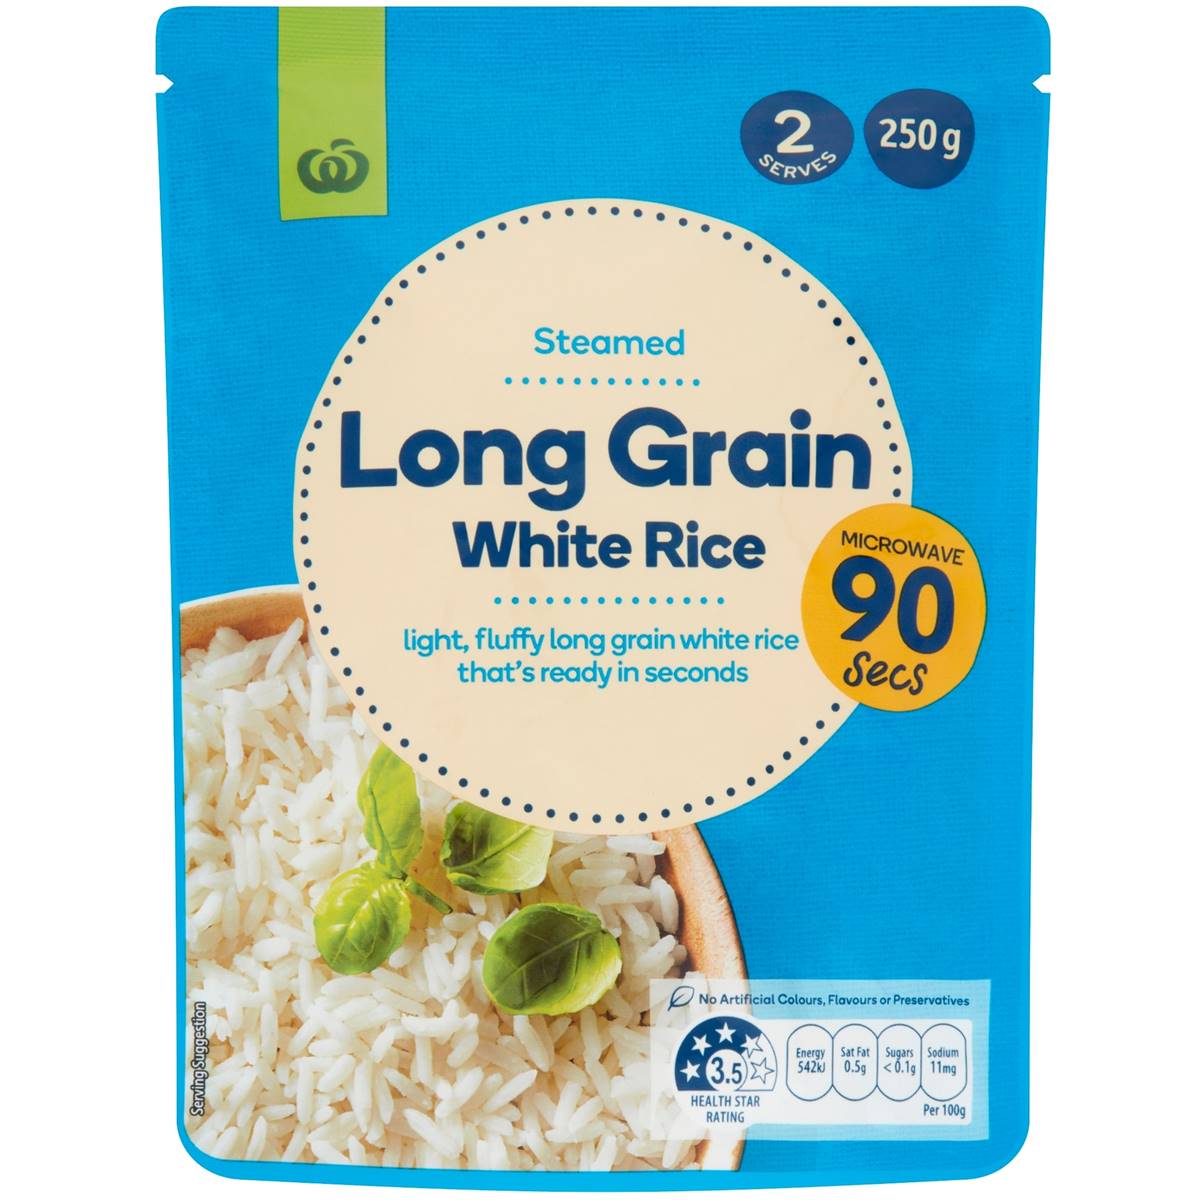 2
SERVES
250 g
Steamed
Long Grain
White Rice
light, fluffy long grain white rice
that's ready in seconds
MICROWAVE
90
secs
Serving Suggestion
No Artificial Colours, Flavours or Preservatives
3.5
HEALTH STAR
RATING
Energy
542kJ
Sat Fat
0.5g
Sugars
< 0.1g
Sodium
11mg
Per 100g